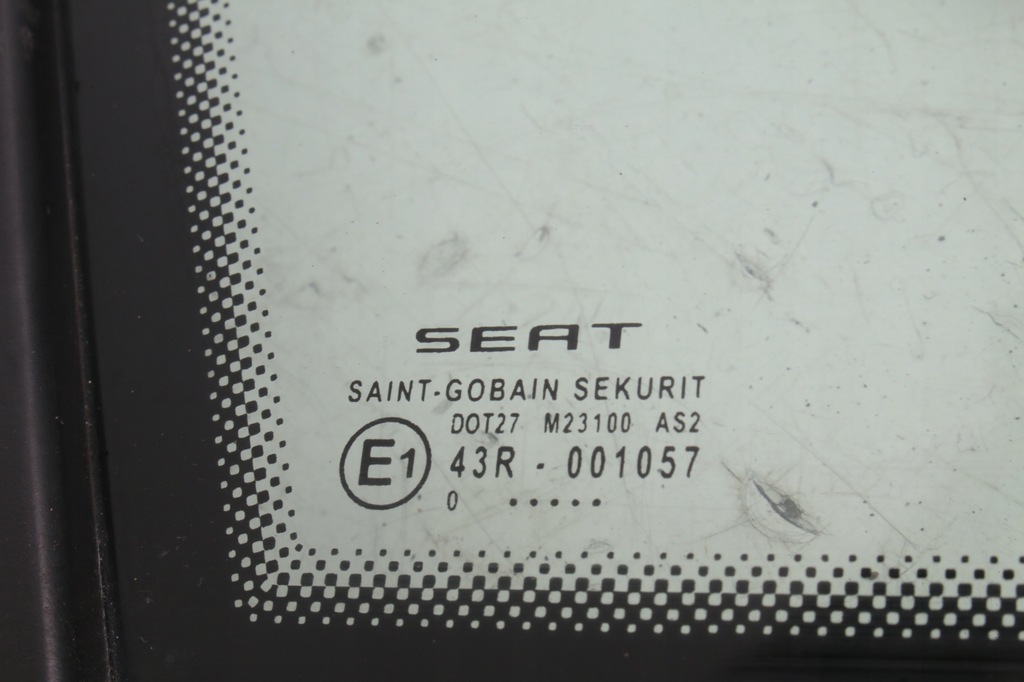 SEAT
SAINT-GOBAIN SEKURIT
DOT27 M23100 AS2
E1 43R - 001057
0 .....